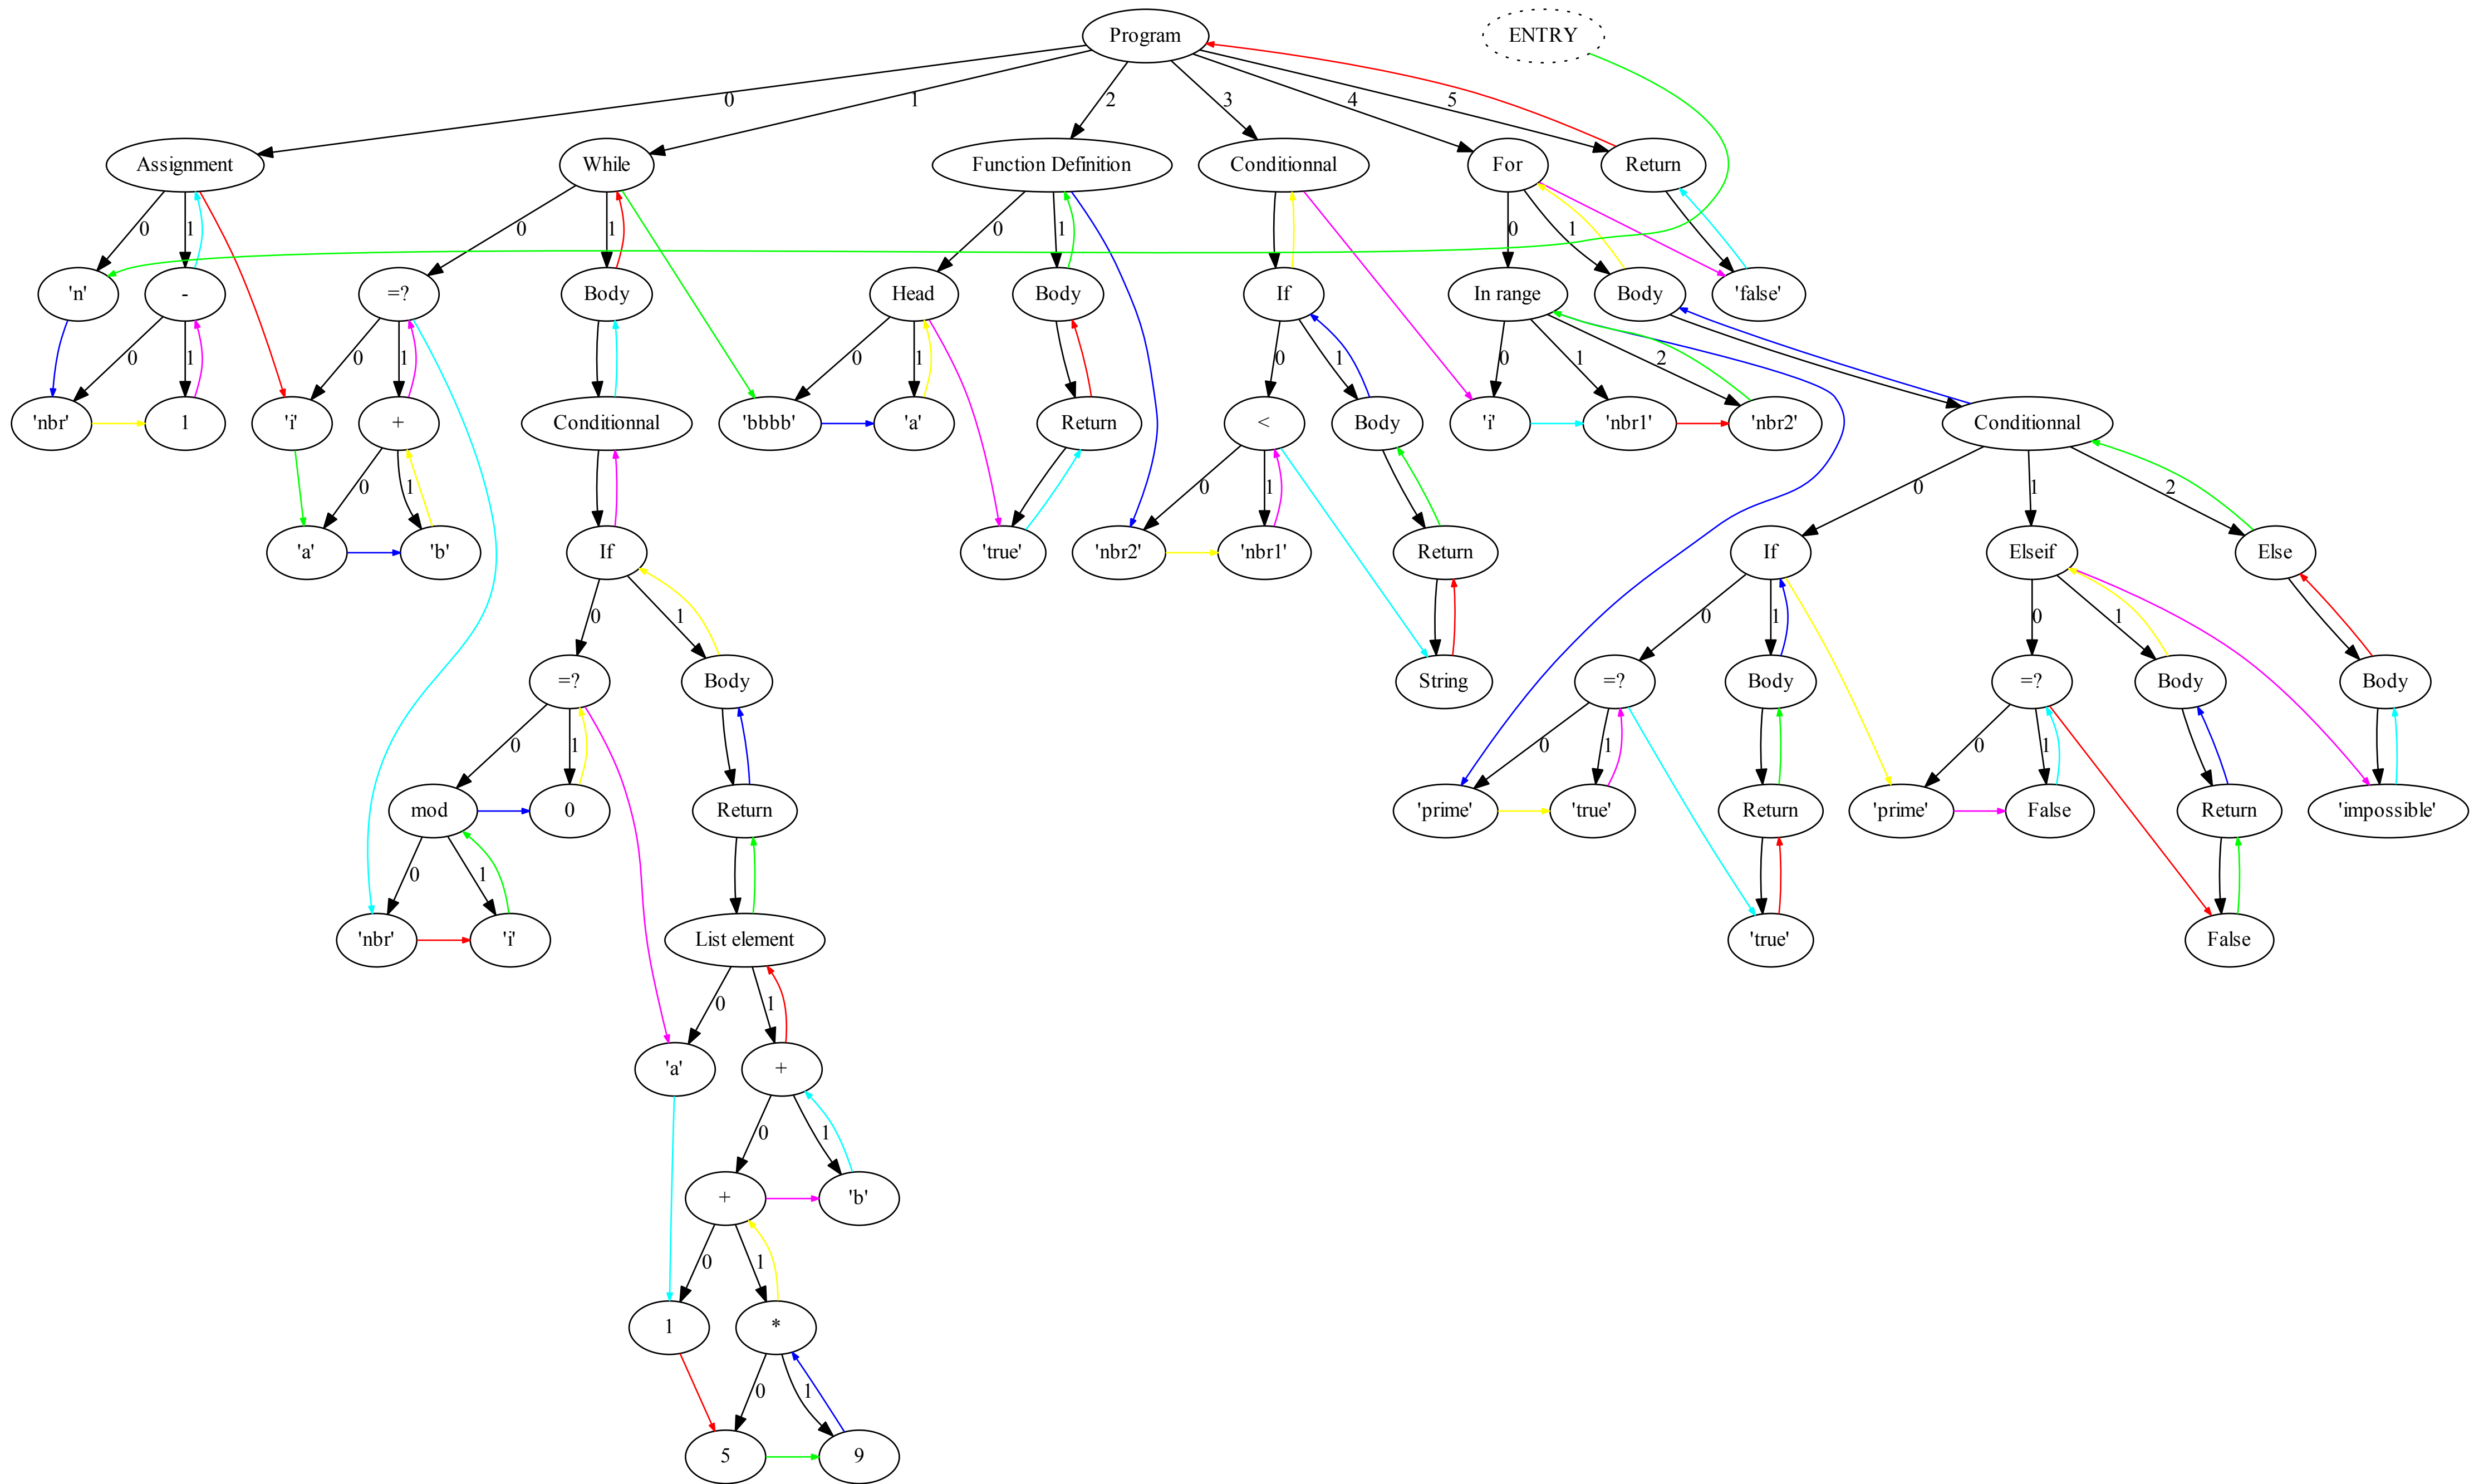 Program ENTRY
0 1 2 3 4 5
Assignment While Function Definition Conditionnal For Return
0 1 0 1 0 1 0 1
'n' - =? Body Head Body If In range Body 'false'
0 1 0 1 0 1 0 1 0 1 2
'nbr' 1 'i' + Conditionnal 'bbbb' 'a' Return < Body 'i' 'nbr1' 'nbr2' Conditionnal
0 1 0 1 0 1 2
'a' 'b' If 'true' 'nbr2' 'nbr1' Return If Elseif Else
0 1 0 1 0 1
=? Body String =? Body =? Body Body
0 1 0 1 0 1
mod 0 Return 'prime' 'true' Return 'prime' False Return 'impossible'
0 1
'nbr' 'i' List element 'true' False
0 1
'a' +
0 1
+ 'b'
0 1
1 *
0 1
5 9